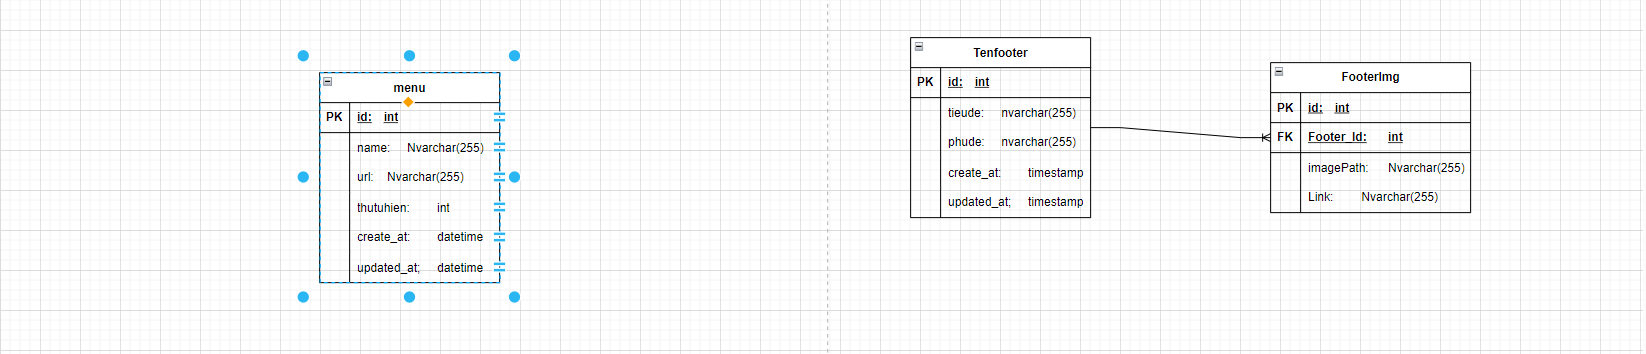 menu
PK id: int
name: Nvarchar(255)
url: Nvarchar(255)
thutuhien: int
create_at: datetime
updated_at; datetime
Tenfooter
PK id: int
tieude: nvarchar(255)
phude: nvarchar(255)
create_at: timestamp
updated_at; timestamp
FooterImg
PK id: int
FK Footer_Id: int
imagePath: Nvarchar(255)
Link: Nvarchar(255)